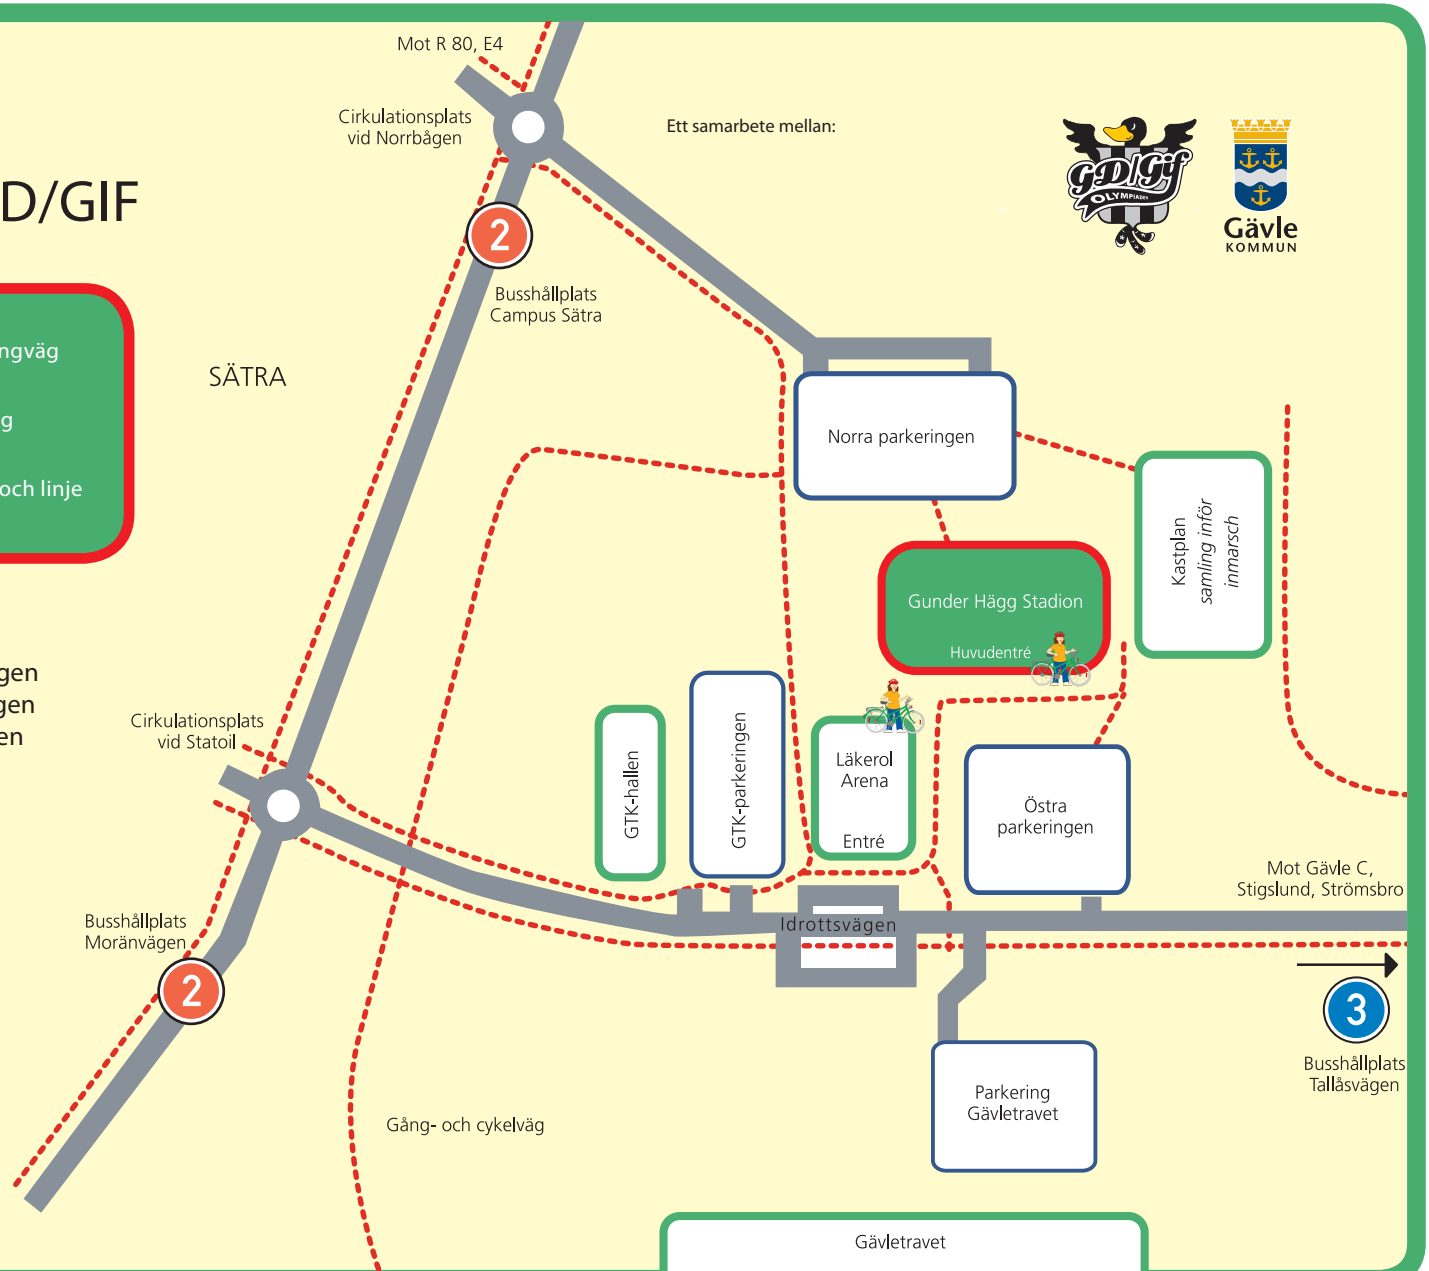 Mot R 80, E4
Cirkulationsplats
vid Norrbågen
Ett samarbete mellan:
GD/Gif
OLYMPIADEN
Gävle
KOMMUN
D/GIF
2
Busshållplats
Campus Sätra
ngväg
g
och linje
SÄTRA
Norra parkeringen
Kastplan
samling inför
inmarsch
Gunder Hägg Stadion
Huvudentré
gen
gen
en
Cirkulationsplats
vid Statoil
GTK-hallen
GTK-parkeringen
Läkerol
Arena
Entré
Östra
parkeringen
Mot Gävle C,
Stigslund, Strömsbro
Busshållplats
Moränvägen
2
Idrottsvägen
3
Busshållplats
Tallåsvägen
Parkering
Gävletravet
Gång- och cykelväg
Gävletravet